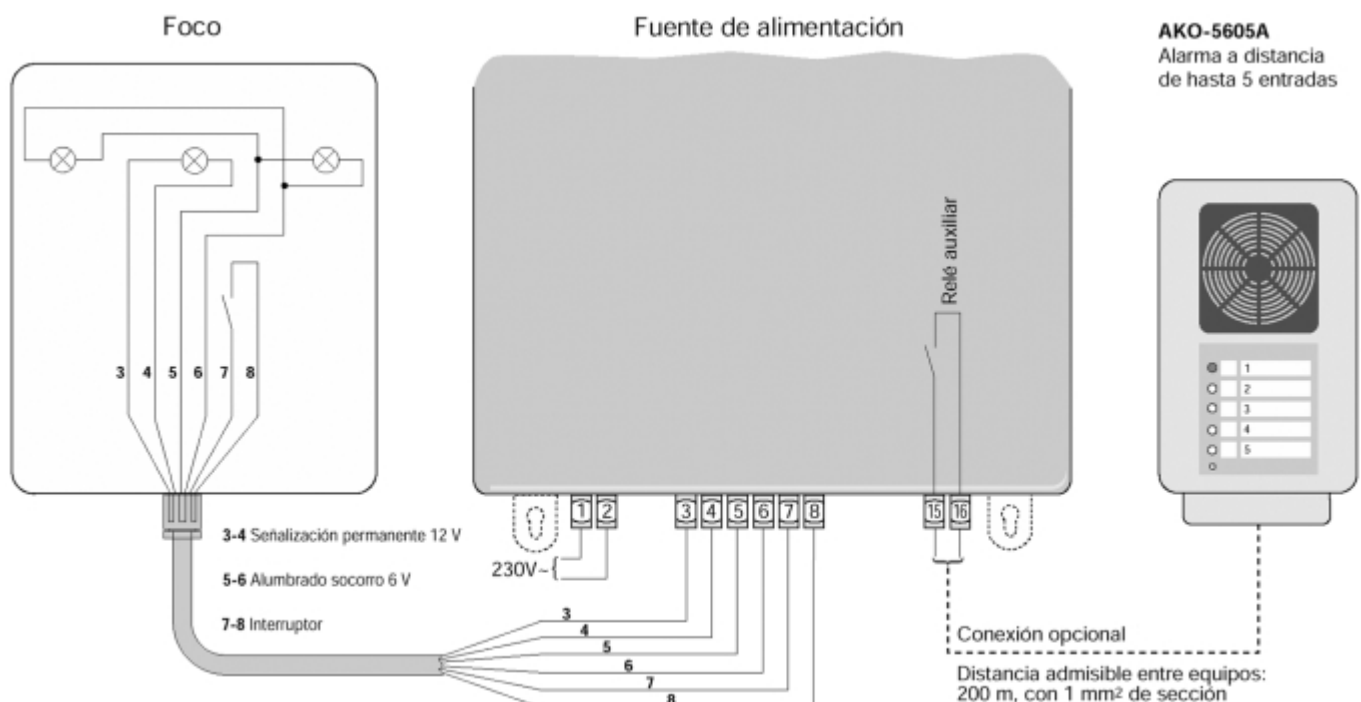 Foco
Fuente de alimentación
AKO-5605A
Alarma a distancia
de hasta 5 entradas
Relé auxiliar
3 4 5 6 7 8
1
2
3
4
5
1 2 3 4 5 6 7 8 15 16
3-4 Señalización permanente 12 V
5-6 Alumbrado socorro 6 V
7-8 Interruptor
230V~
3
4
5
6
7
8
Conexión opcional
Distancia admisible entre equipos:
200 m, con 1 mm² de sección